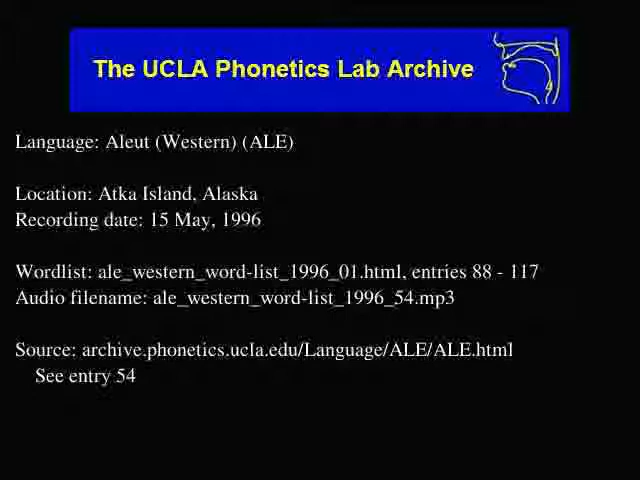 The UCLA Phonetics Lab Archive
Language: Aleut (Western) (ALE)
Location: Atka Island, Alaska
Recording date: 15 May, 1996
Wordlist: ale_western_word-list_1996_01.html, entries 88 - 117
Audio filename: ale_western_word-list_1996_54.mp3
Source: archive.phonetics.ucla.edu/Language/ALE/ALE.html
See entry 54